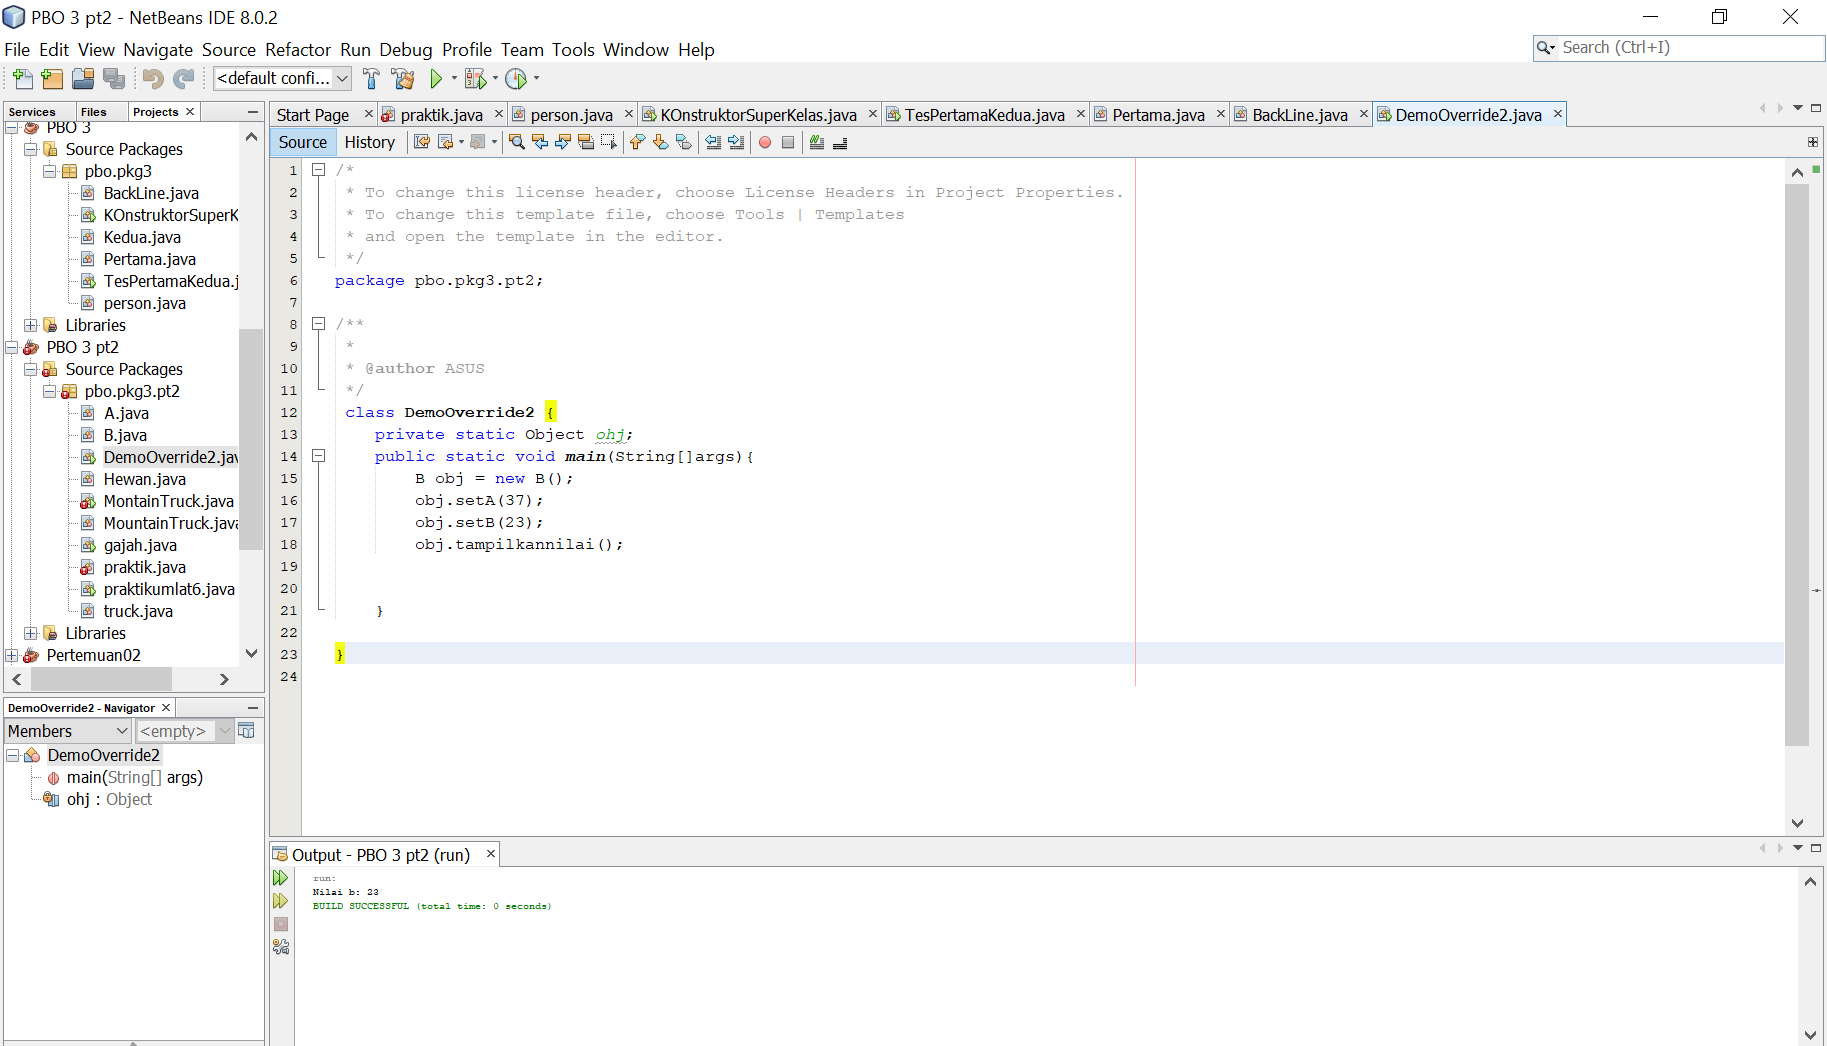 PBO 3 pt2 - NetBeans IDE 8.0.2
File Edit View Navigate Source Refactor Run Debug Profile Team Tools Window Help
Search (Ctrl+I)
<default confi...
Services Files Projects
PBO 3
Source Packages
pbo.pkg3
BackLine.java
KOnstruktorSuperK
Kedua.java
Pertama.java
TesPertamaKedua.j
person.java
Libraries
PBO 3 pt2
Source Packages
pbo.pkg3.pt2
A.java
B.java
DemoOverride2.jav
Hewan.java
MontainTruck.java
MountainTruck.java
gajah.java
praktik.java
praktikumlat6.java
truck.java
Libraries
Pertemuan02
DemoOverride2 - Navigator
Members <empty>
DemoOverride2
main(String[] args)
ohj : Object
Start Page praktik.java person.java KOnstruktorSuperKelas.java TesPertamaKedua.java Pertama.java BackLine.java DemoOverride2.java
Source History
1 /*
2 * To change this license header, choose License Headers in Project Properties.
3 * To change this template file, choose Tools | Templates
4 * and open the template in the editor.
5 */
6 package pbo.pkg3.pt2;
7
8 /**
9 *
10 * @author ASUS
11 */
12 class DemoOverride2 {
13 private static Object ohj;
14 public static void main(String[]args){
15 B obj = new B();
16 obj.setA(37);
17 obj.setB(23);
18 obj.tampilkannilai();
19
20
21 }
22
23 }
24
Output - PBO 3 pt2 (run)
run:
Nilai b: 23
BUILD SUCCESSFUL (total time: 0 seconds)